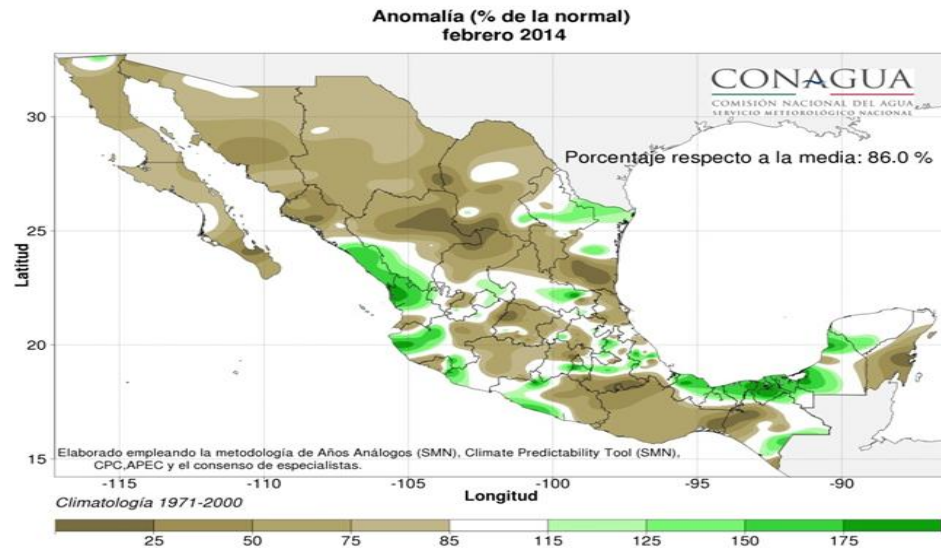 Anomalía (% de la normal)
febrero 2014
CONAGUA
COMISIÓN NACIONAL DEL AGUA
SERVICIO METEOROLÓGICO NACIONAL
Porcentaje respecto a la media: 86.0 %
Latitud
30
25
20
15
Elaborado empleando la metodología de Años Análogos (SMN), Climate Predictability Tool (SMN),
CPC,APEC y el consenso de especialistas.
-115 -110 -105 -100 -95 -90
Longitud
Climatología 1971-2000
25 50 75 85 115 125 150 175